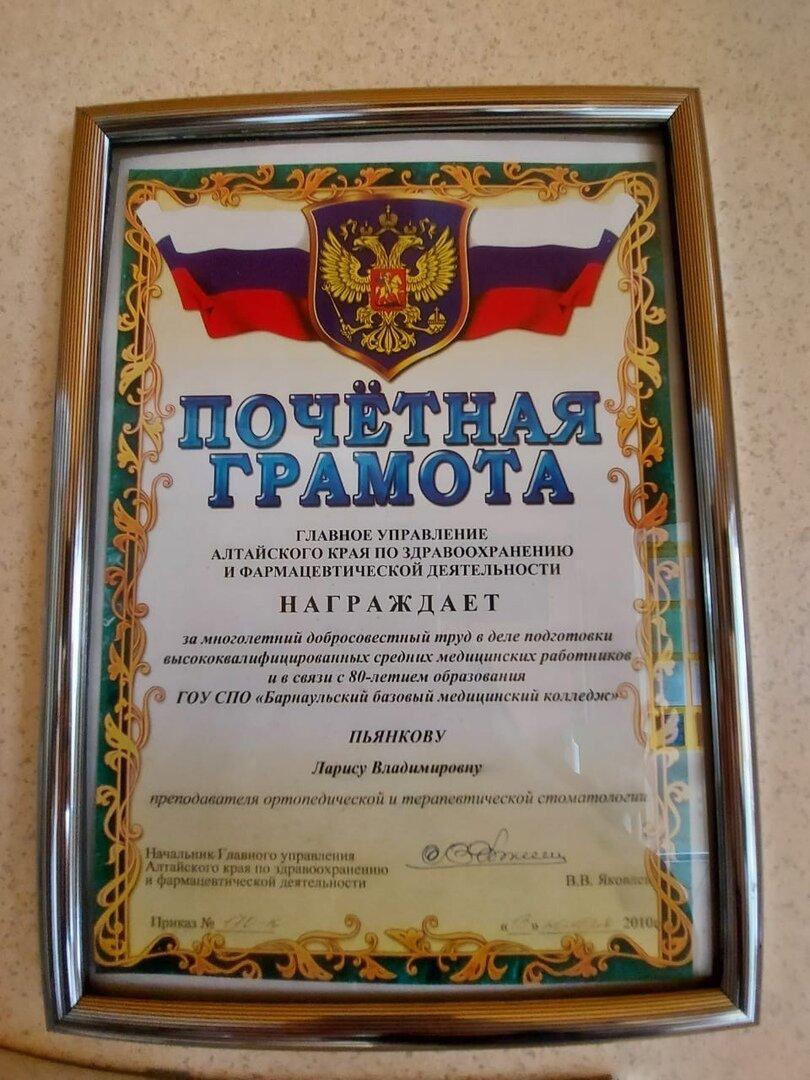 ПОЧЁТНАЯ
ГРАМОТА
ГЛАВНОЕ УПРАВЛЕНИЕ
АЛТАЙСКОГО КРАЯ ПО ЗДРАВООХРАНЕНИЮ
И ФАРМАЦЕВТИЧЕСКОЙ ДЕЯТЕЛЬНОСТИ
НАГРАЖДАЕТ
за многолетний добросовестный труд в деле подготовки
высококвалифицированных средних медицинских работников
и в связи с 80-летием образования
ГОУ СПО «Барнаульский базовый медицинский колледж»
ПЬЯНКОВУ
Ларису Владимировну
преподавателя ортопедической и терапевтической стоматологии
Начальник Главного управления
Алтайского края по здравоохранению
и фармацевтической деятельности
В.В. Яковлев
Приказ №
2010